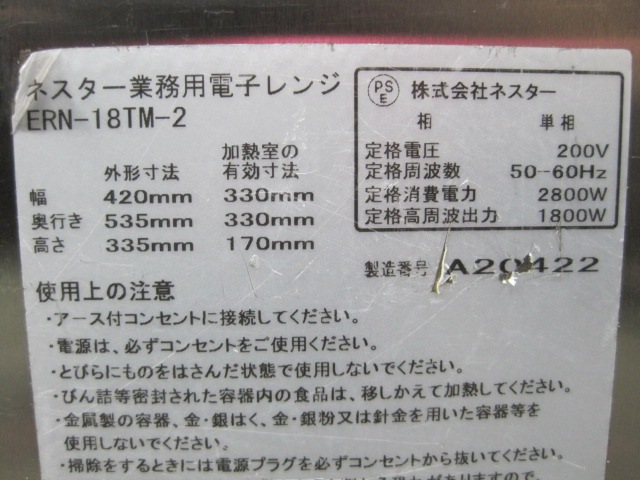 ネスター業務用電子レンジ
ERN-18TM-2
外形寸法 加熱室の有効寸法
幅 420mm 330mm
奥行き 535mm 330mm
高さ 335mm 170mm
PSE 株式会社ネスター
相 単相
定格電圧 200V
定格周波数 50-60Hz
定格消費電力 2800W
定格高周波出力 1800W
製造番号 A20422
使用上の注意
・アース付コンセントに接続してください。
・電源は、必ずコンセントをご使用ください。
・とびらにものをはさんだ状態で使用しないでください。
・びん詰等密封された容器内の食品は、移しかえて加熱してください。
・金属製の容器、金・銀はく、金・銀粉又は針金を用いた容器等を
使用しないでください。
・掃除をするときには電源プラグを必ずコンセントから抜いてください。